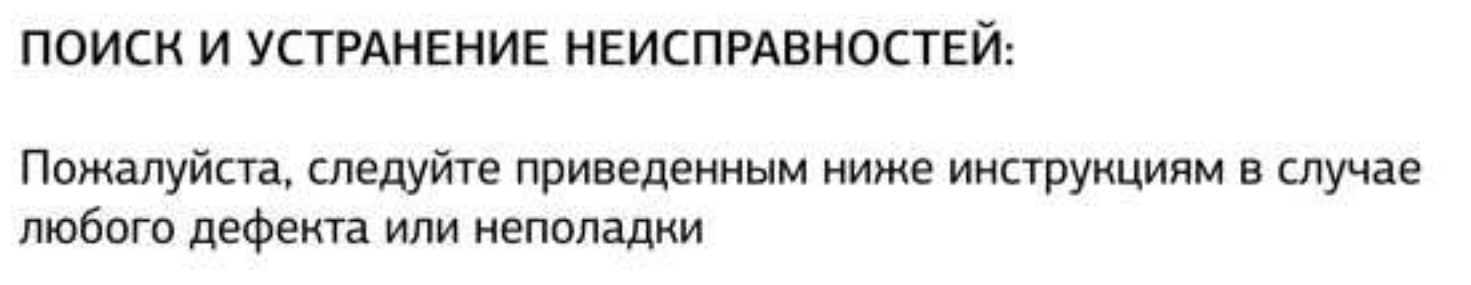 ПОИСК И УСТРАНЕНИЕ НЕИСПРАВНОСТЕЙ:
Пожалуйста, следуйте приведенным ниже инструкциям в случае
любого дефекта или неполадки